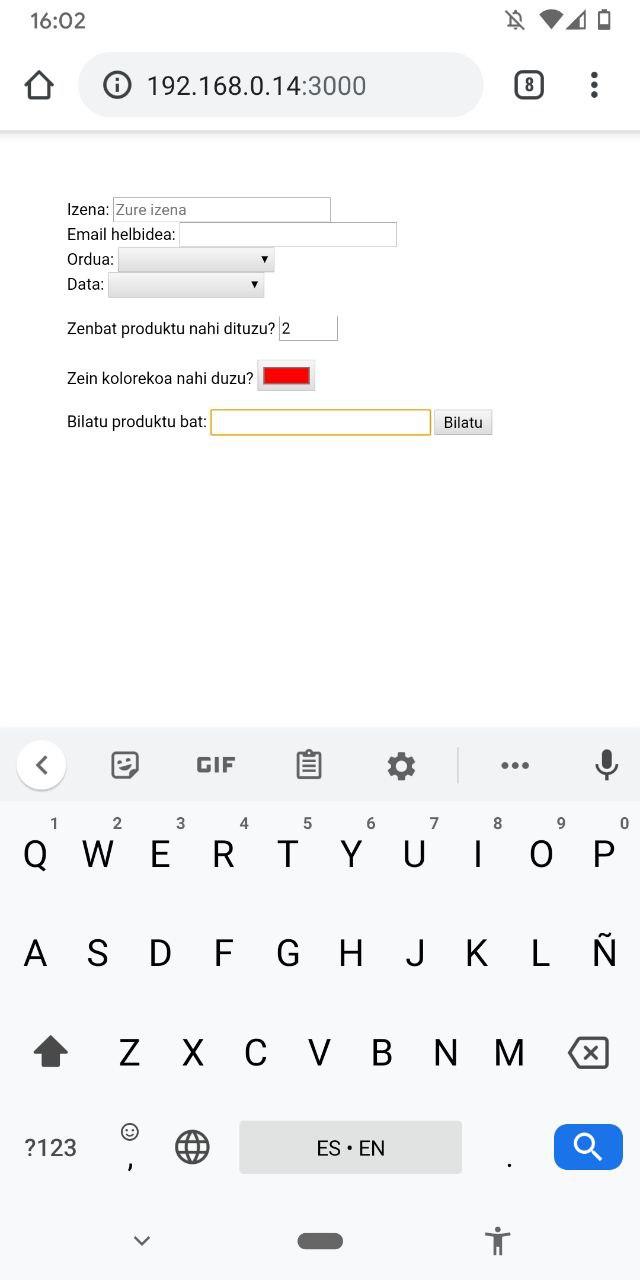 16:02
192.168.0.14:3000
8
Izena: Zure izena
Email helbidea:
Ordua:
Data:
Zenbat produktu nahi dituzu? 2
Zein kolorekoa nahi duzu?
Bilatu produktu bat: Bilatu
GIF
1 2 3 4 5 6 7 8 9 0
Q W E R T Y U I O P
A S D F G H J K L Ñ
Z X C V B N M
?123 , ES • EN .